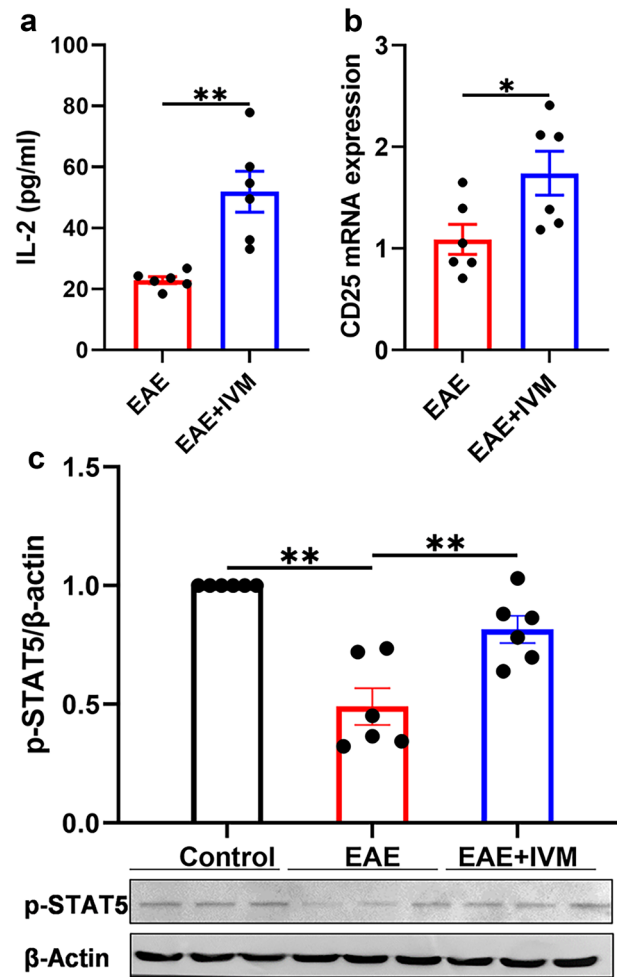 a
IL-2 (pg/ml)
100
80
60
40
20
0
**
EAE
EAE+IVM
b
CD25 mRNA expression
3
2
1
0
*
EAE
EAE+IVM
c
p-STAT5/β-actin
1.5
1.0
0.5
0.0
**
**
Control EAE EAE+IVM
p-STAT5
β-Actin